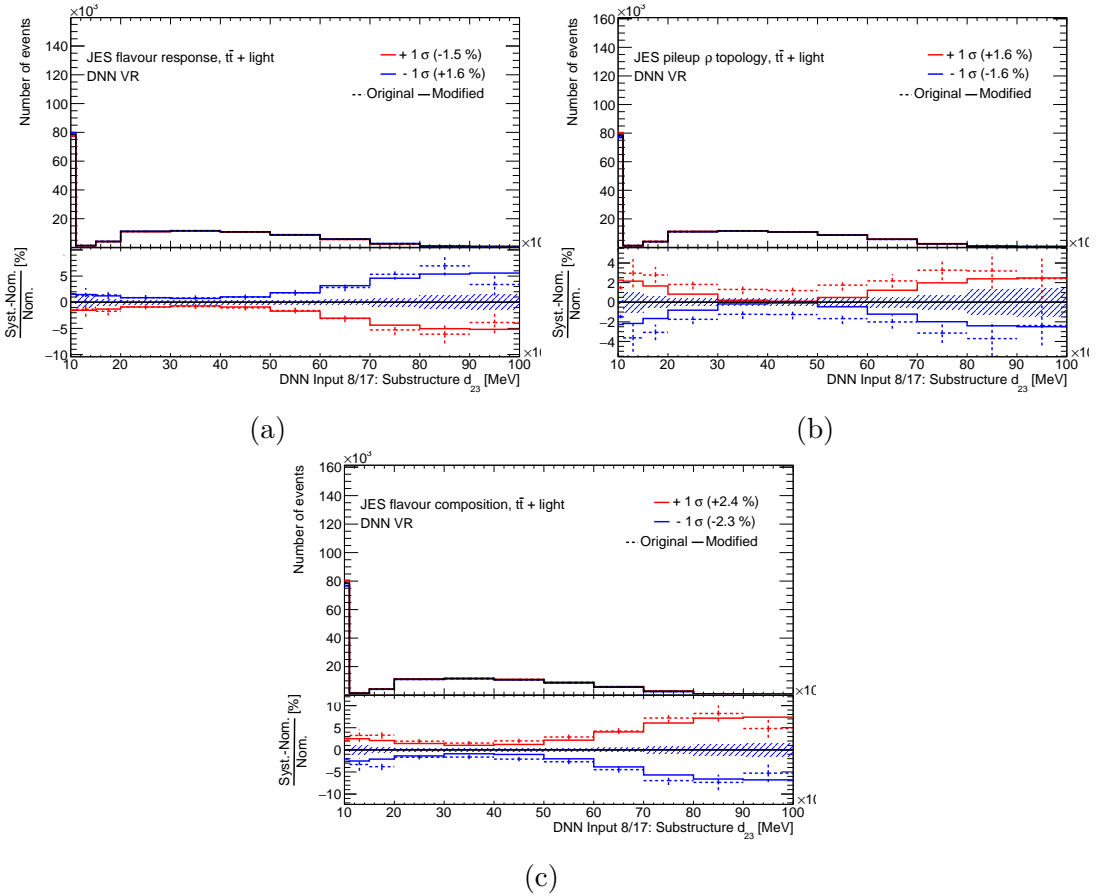 ×10³
Number of events
JES flavour response, tt̄ + light
DNN VR
+ 1 σ (-1.5 %)
- 1 σ (+1.6 %)
Original Modified
140
120
100
80
60
40
20
×10
Syst.-Nom.
Nom.
[%]
5
0
−5
−10
10 20 30 40 50 60 70 80 90 100
DNN Input 8/17: Substructure d₂₃ [MeV]
(a)
×10³
Number of events
JES pileup ρ topology, tt̄ + light
DNN VR
+ 1 σ (+1.6 %)
- 1 σ (-1.6 %)
Original Modified
160
140
120
100
80
60
40
20
×10
Syst.-Nom.
Nom.
[%]
4
2
0
−2
−4
10 20 30 40 50 60 70 80 90 100
DNN Input 8/17: Substructure d₂₃ [MeV]
(b)
×10³
Number of events
JES flavour composition, tt̄ + light
DNN VR
+ 1 σ (+2.4 %)
- 1 σ (-2.3 %)
Original Modified
160
140
120
100
80
60
40
20
×10
Syst.-Nom.
Nom.
[%]
10
5
0
−5
−10
10 20 30 40 50 60 70 80 90 100
DNN Input 8/17: Substructure d₂₃ [MeV]
(c)